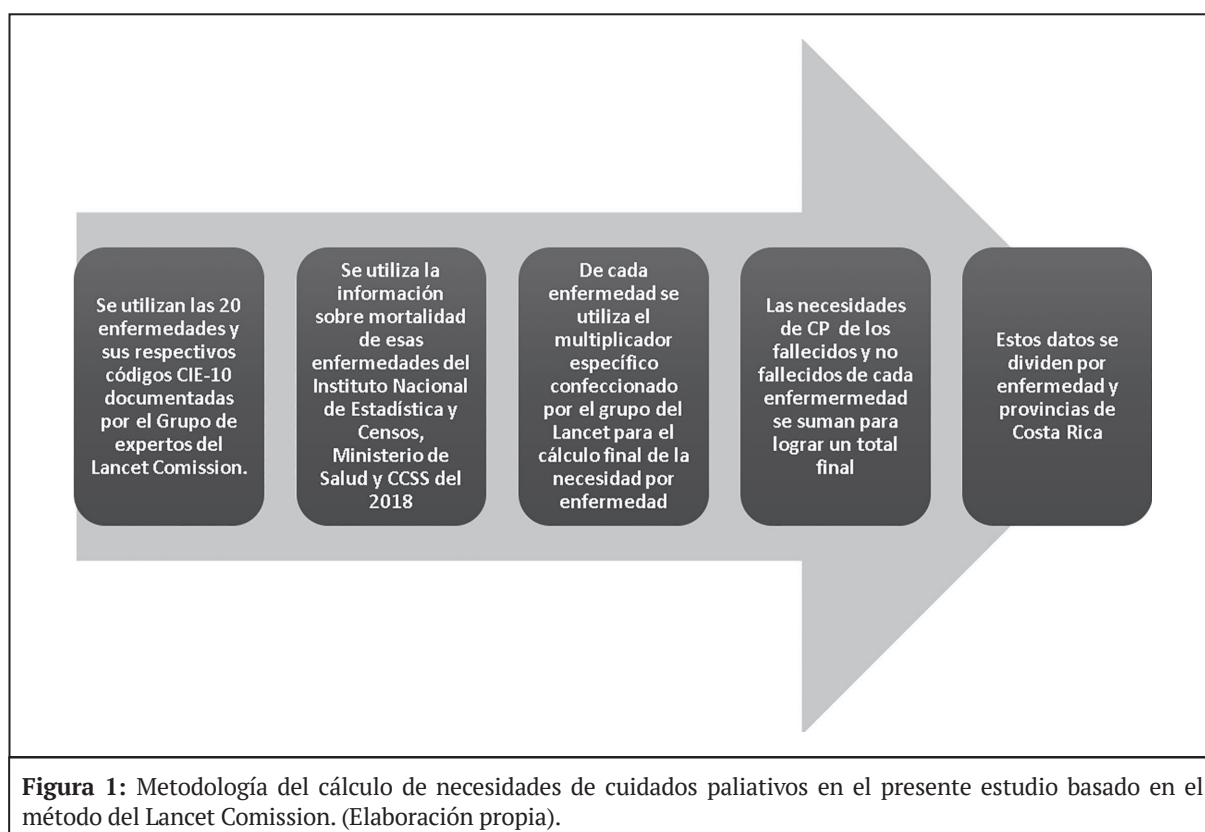 Se utilizan las 20
enfermedades y
sus respectivos
códigos CIE-10
documentadas
por el Grupo de
expertos del
Lancet Comission.
Se utiliza la
información
sobre mortalidad
de esas
enfermedades del
Instituto Nacional
de Estadística y
Censos,
Ministerio de
Salud y CCSS del
2018
De cada
enfermedad se
utiliza el
multiplicador
específico
confeccionado
por el grupo del
Lancet para el
cálculo final de la
necesidad por
enfermedad
Las necesidades
de CP de los
fallecidos y no
fallecidos de cada
enfermermedad
se suman para
lograr un total
final
Estos datos se
dividen por
enfermedad y
provincias de
Costa Rica
Figura 1: Metodología del cálculo de necesidades de cuidados paliativos en el presente estudio basado en el
método del Lancet Comission. (Elaboración propia).